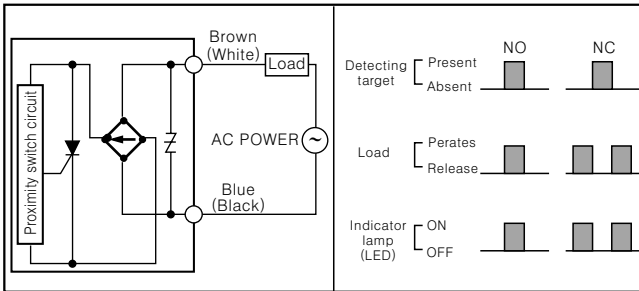 Brown
(White)
Load
Proximity switch circuit
AC POWER
~
Blue
(Black)
NO NC
Detecting
target
Present
Absent
Load
Perates
Release
Indicator
lamp
(LED)
ON
OFF